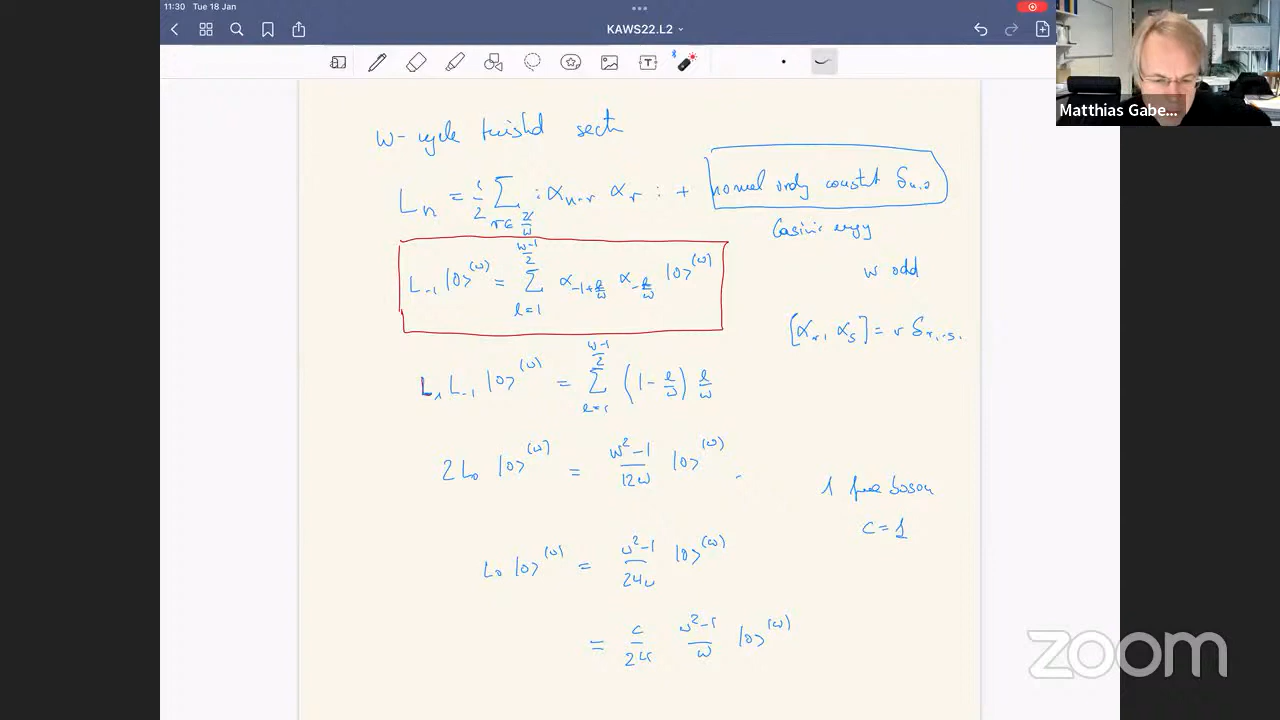 11:30 Tue 18 Jan
KAWS22.L2
Matthias Gabe...
w-cycle twisted sector
L_n = 1/2 Σ_{r∈ℤ/w} : α_{n-r} α_r : + normal ordg constant δ_{n,0}
Casimir energy
L_{-1} |0>^{(w)} = Σ_{l=1}^{(w-1)/2} α_{-1+l/w} α_{-l/w} |0>^{(w)}
w odd
[α_r, α_s] = r δ_{r,-s}.
L_1 L_{-1} |0>^{(w)} = Σ_{l=1}^{(w-1)/2} (1 - l/w) l/w
2L_0 |0>^{(w)} = (w²-1)/(12w) |0>^{(w)}
1 free boson
c=1
L_0 |0>^{(w)} = (w²-1)/(24w) |0>^{(w)}
= c/24 (w²-1)/w |0>^{(w)}
zoom